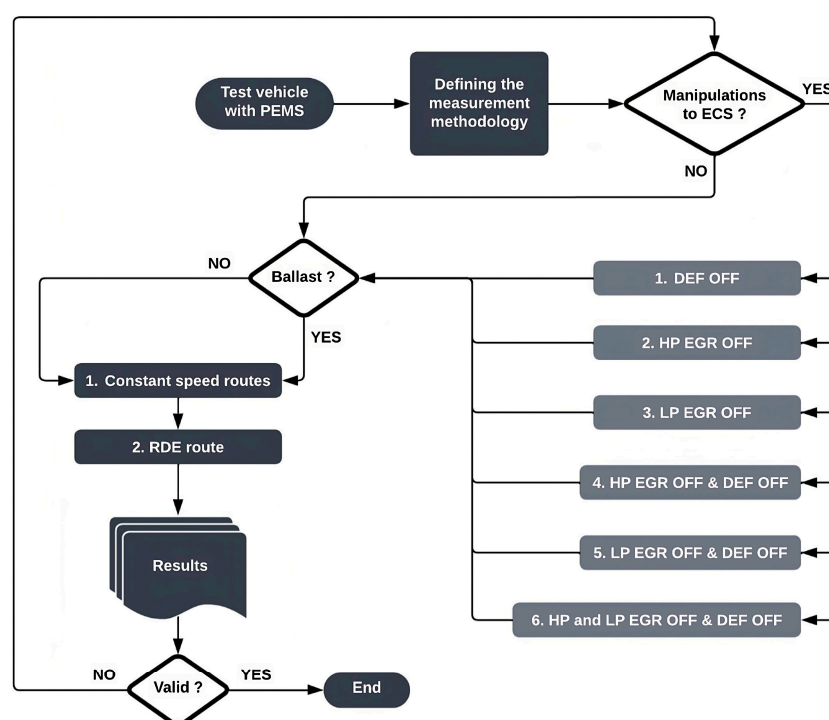 Test vehicle
with PEMS
Defining the
measurement
methodology
Manipulations
to ECS ?
YES
NO
NO
Ballast ?
YES
1. DEF OFF
2. HP EGR OFF
3. LP EGR OFF
4. HP EGR OFF & DEF OFF
5. LP EGR OFF & DEF OFF
6. HP and LP EGR OFF & DEF OFF
1. Constant speed routes
2. RDE route
Results
NO
Valid ?
YES
End